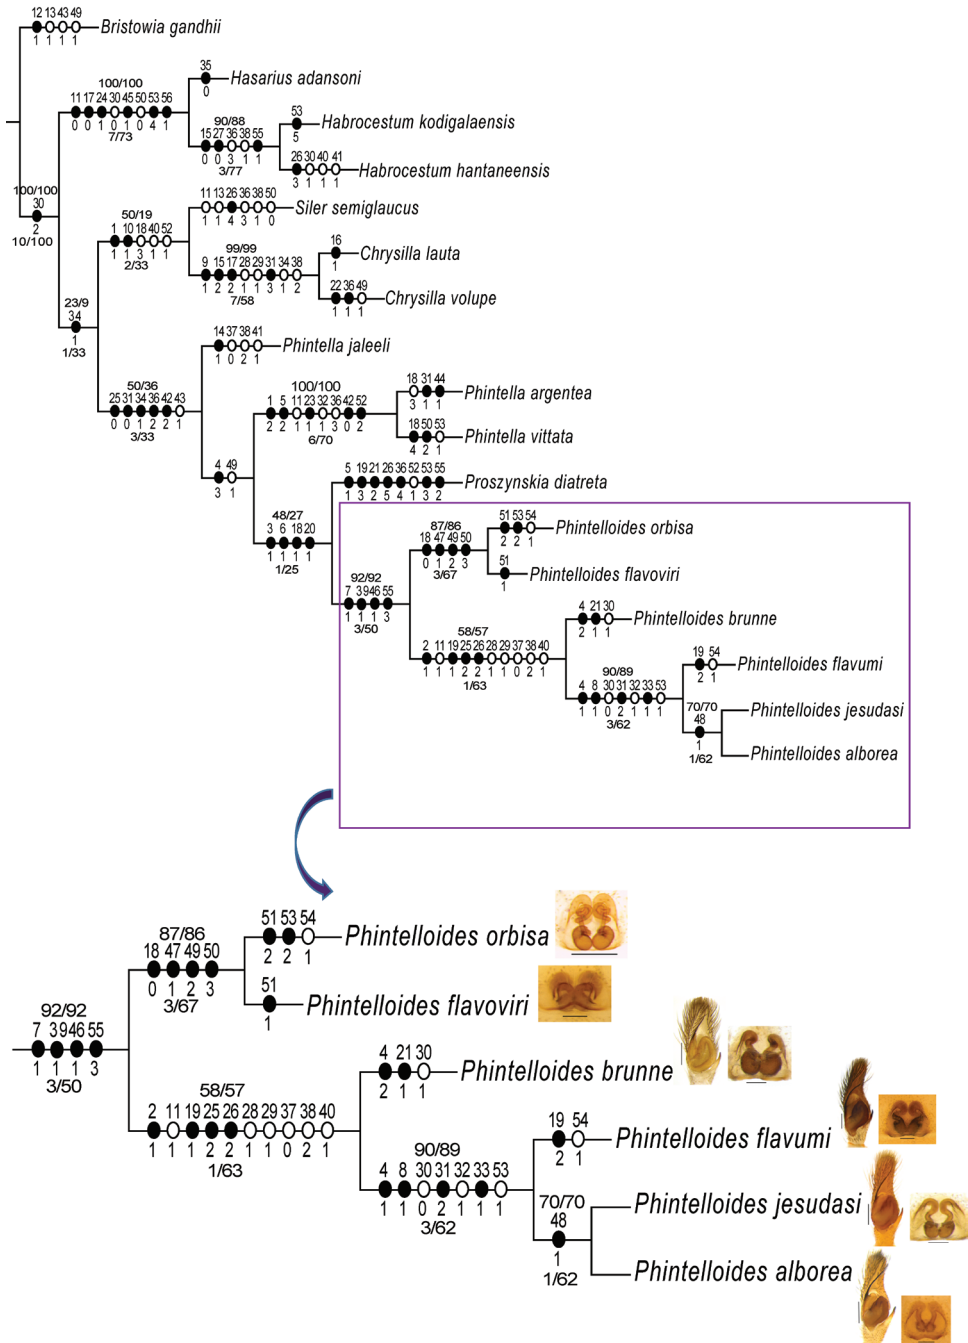 12 13 43 49
Bristowia gandhii
1 1 1 1
100/100
35
Hasarius adansoni
0
11 17 24 30 45 50 53 56
0 0 1 0 1 0 4 1
7/73
53
Habrocestum kodigalaensis
5
90/88
15 27 36 38 55
0 0 3 1 1
3/77
26 30 40 41
Habrocestum hantaneensis
3 1 1 1
100/100
30
2
10/100
50/19
1 10 18 40 52
1 1 3 1 1
2/33
11 13 26 36 38 50
Siler semiglaucus
1 1 4 3 1 0
99/99
9 15 17 28 29 31 34 38
1 2 2 1 1 3 1 2
7/58
16
Chrysilla lauta
1
22 36 49
Chrysilla volupe
1 1 1
23/9
34
1
1/33
14 37 38 41
Phintella jaleeli
1 0 2 1
50/36
25 31 34 36 42 43
0 0 1 2 2 1
3/33
100/100
1 5 11 23 32 36 42 52
2 2 1 1 1 3 0 2
6/70
18 31 44
Phintella argentea
3 1 1
18 50 53
Phintella vittata
4 2 1
4 49
3 1
5 19 21 26 36 52 53 55
Proszynskia diatreta
1 3 2 5 4 1 3 2
48/27
3 6 18 20
1 1 1 1
1/25
87/86
18 47 49 50
0 1 2 3
3/67
51 53 54
Phintelloides orbisa
2 2 1
51
Phintelloides flavoviri
1
92/92
7 3946 55
1 1 1 3
3/50
58/57
2 11 19 25 26 28 29 37 38 40
1 1 1 2 2 1 1 0 2 1
1/63
4 21 30
Phintelloides brunne
2 1 1
90/89
4 8 30 31 32 33 53
1 1 0 2 1 1 1
3/62
19 54
Phintelloides flavumi
2 1
70/70
48
1
1/62
Phintelloides jesudasi
Phintelloides alborea
87/86
18 47 49 50
0 1 2 3
3/67
51 53 54
Phintelloides orbisa
2 2 1
51
Phintelloides flavoviri
1
92/92
7 3946 55
1 1 1 3
3/50
58/57
2 11 19 25 26 28 29 37 38 40
1 1 1 2 2 1 1 0 2 1
1/63
4 21 30
Phintelloides brunne
2 1 1
90/89
4 8 30 31 32 33 53
1 1 0 2 1 1 1
3/62
19 54
Phintelloides flavumi
2 1
70/70
48
1
1/62
Phintelloides jesudasi
Phintelloides alborea